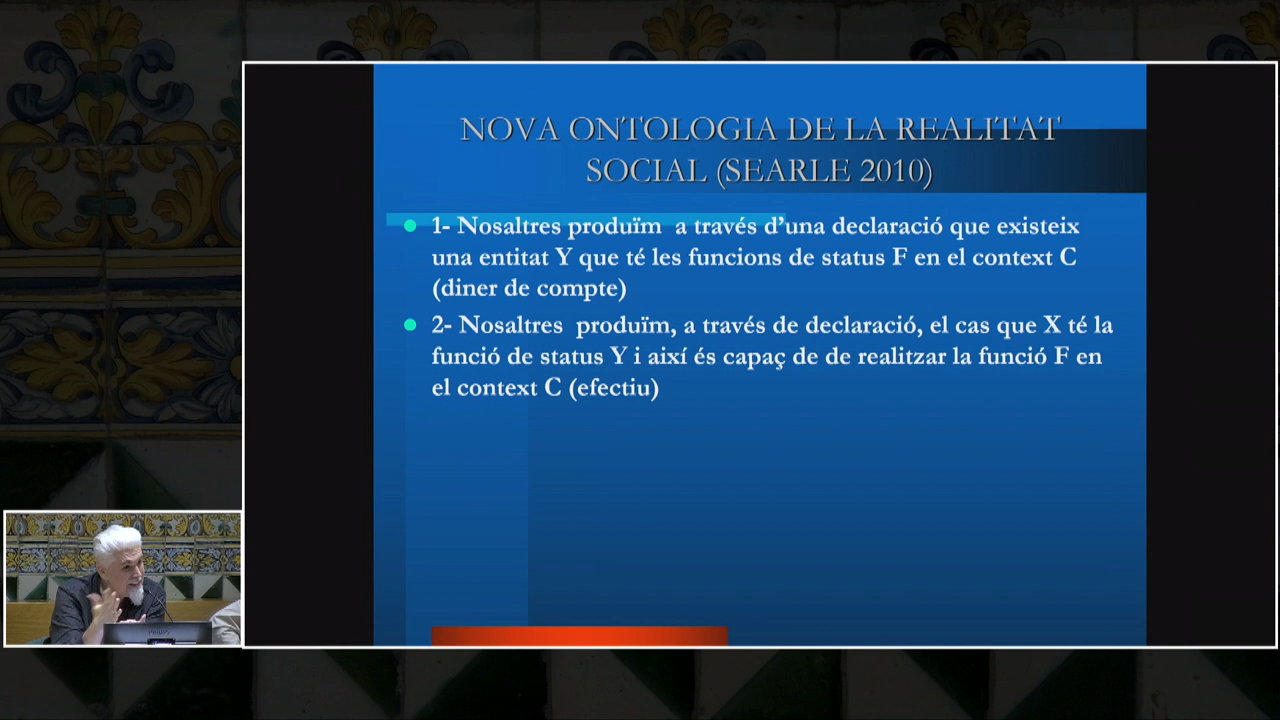 NOVA ONTOLOGIA DE LA REALITAT
SOCIAL (SEARLE 2010)
1- Nosaltres produïm a través d’una declaració que existeix
una entitat Y que té les funcions de status F en el context C
(diner de compte)
2- Nosaltres produïm, a través de declaració, el cas que X té la
funció de status Y i així és capaç de de realitzar la funció F en
el context C (efectiu)
PHILIPS